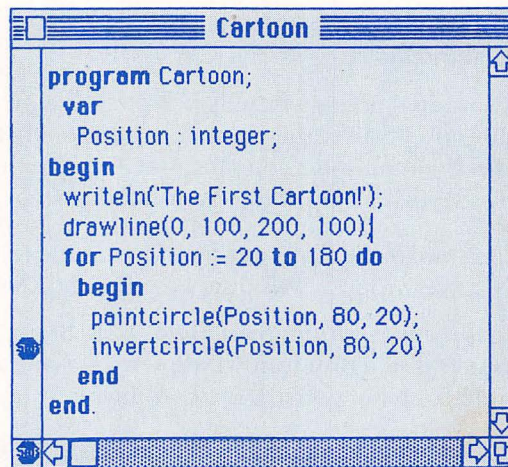 Cartoon
program Cartoon;
var
Position : integer;
begin
writeln('The First Cartoon!');
drawline(0, 100, 200, 100);
for Position := 20 to 180 do
begin
paintcircle(Position, 80, 20);
invertcircle(Position, 80, 20)
end
end.